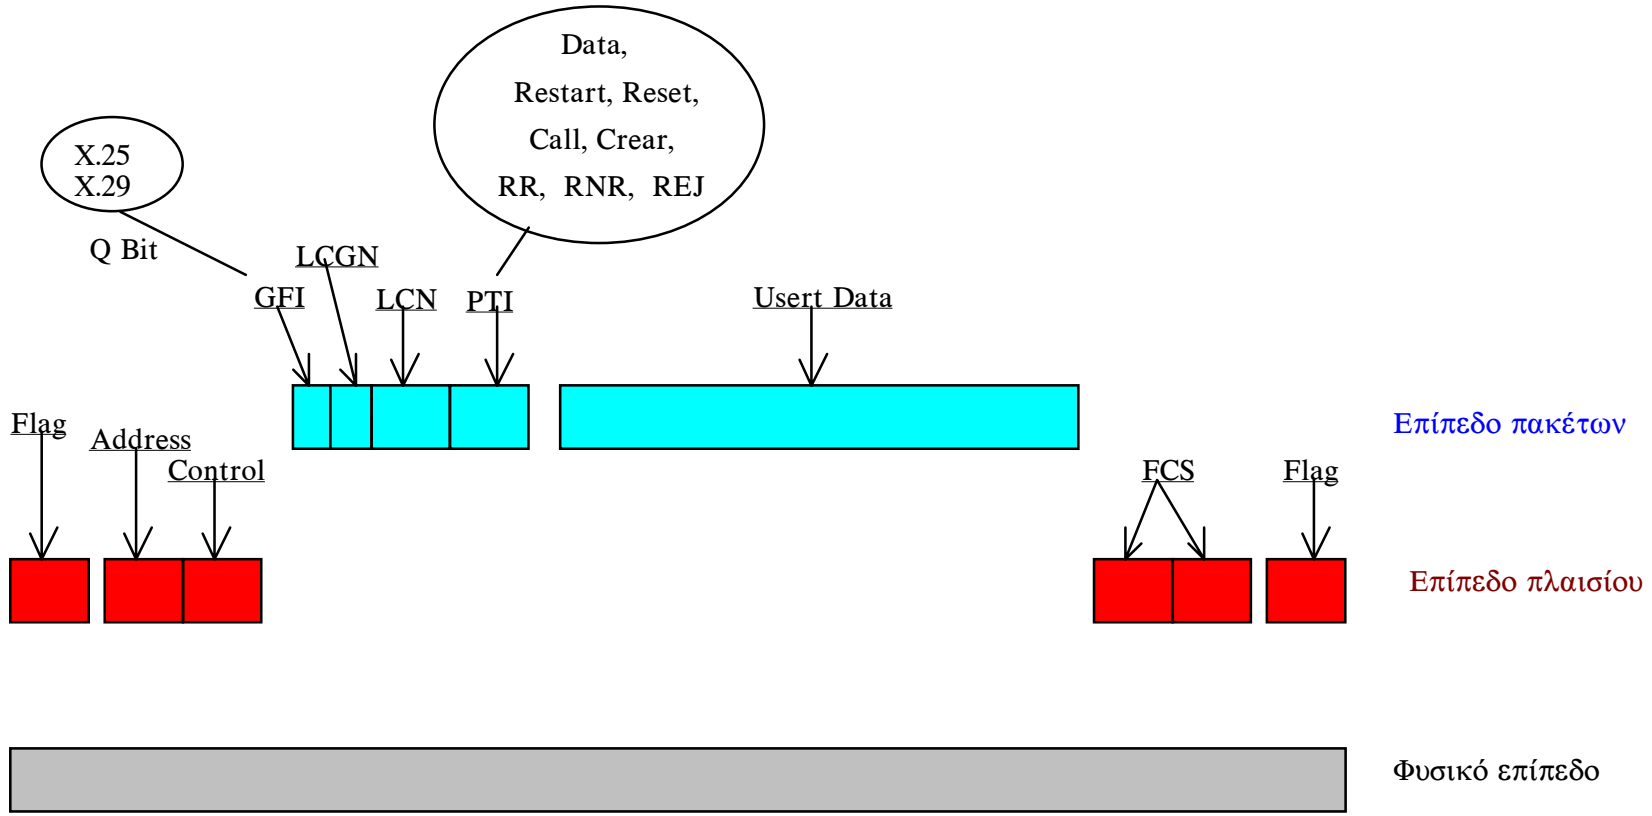 Data,
Restart, Reset,
Call, Crear,
RR, RNR, REJ
X.25
X.29
Q Bit
LCGN
GFI
LCN
PTI
Usert Data
Flag
Address
Control
Επίπεδο πακέτων
FCS
Flag
Επίπεδο πλαισίου
Φυσικό επίπεδο